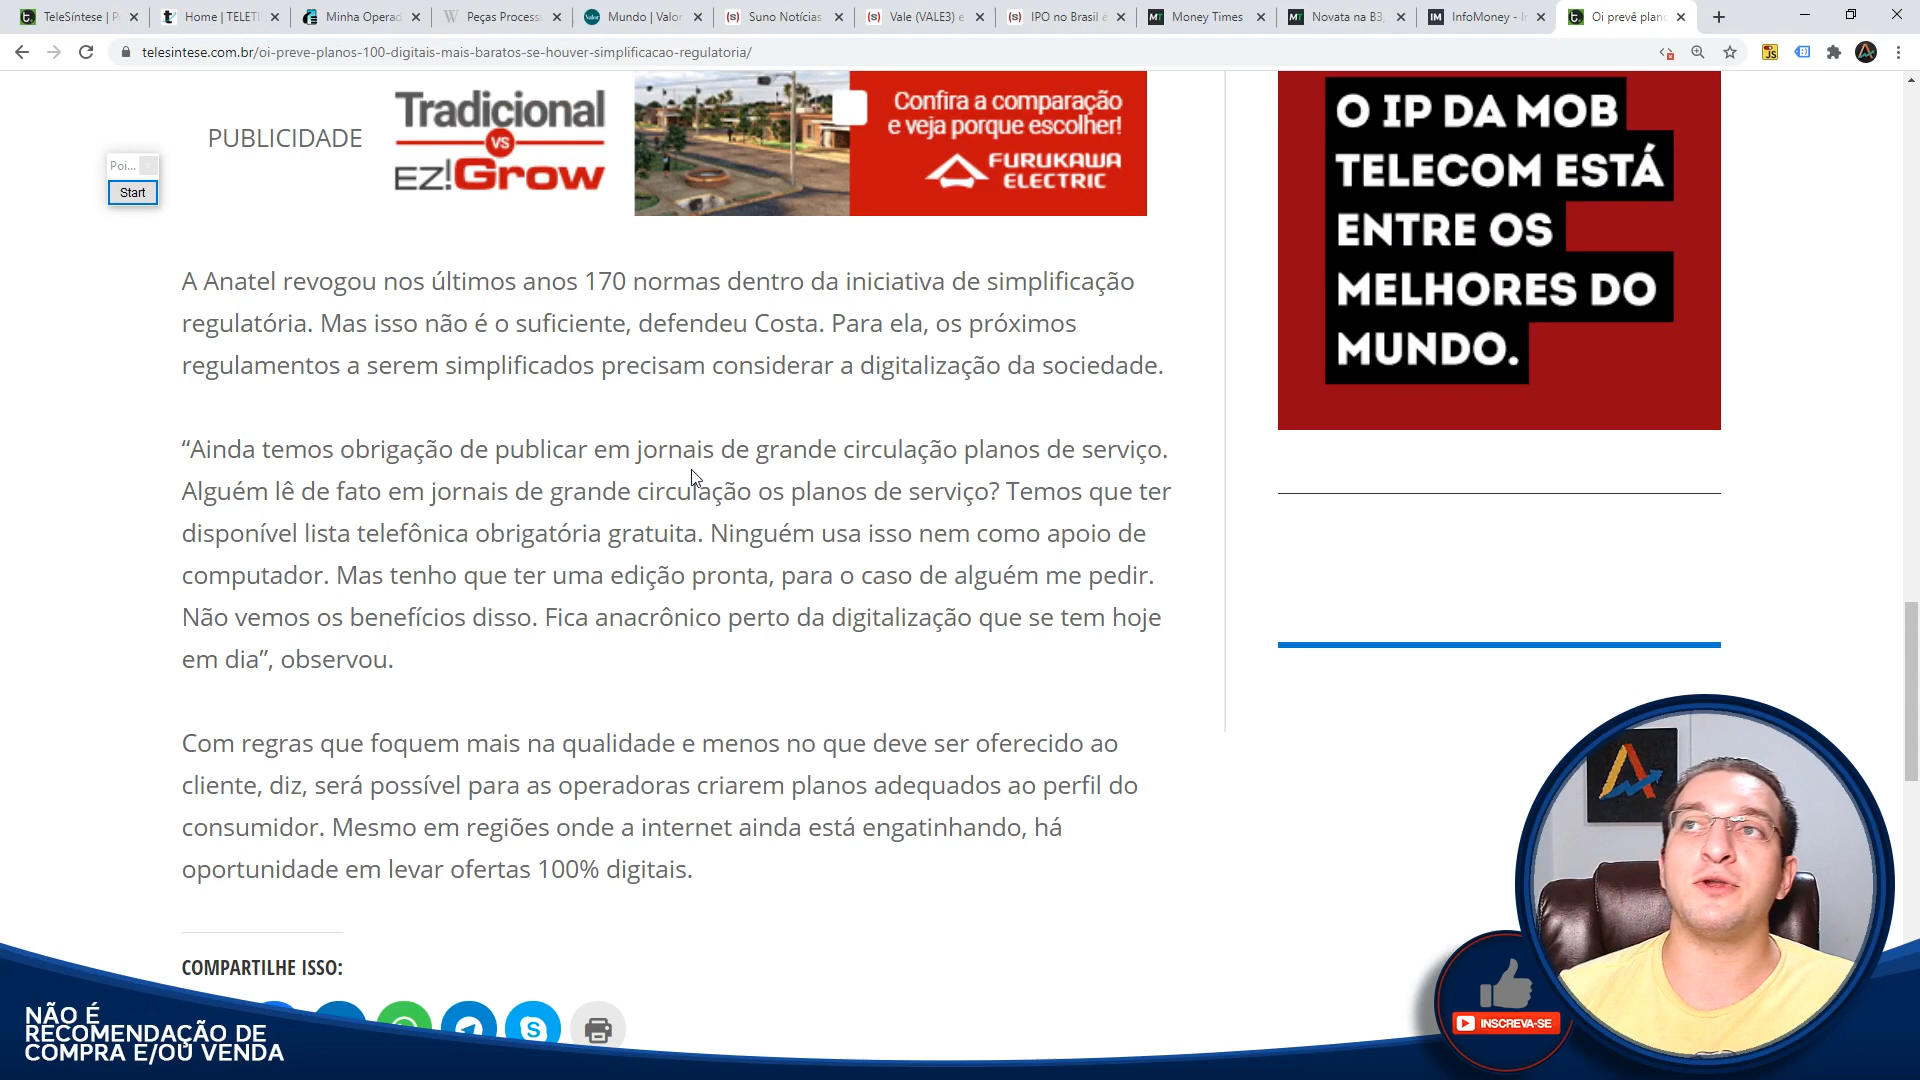 TeleSíntese | P
Home | TELETI
Minha Operad
Peças Process
Mundo | Valor
Suno Notícias
Vale (VALE3) e
IPO no Brasil é
Money Times
Novata na B3,
InfoMoney - In
Oi prevê plano
telesintese.com.br/oi-preve-planos-100-digitais-mais-baratos-se-houver-simplificacao-regulatoria/
Poi...
Start
PUBLICIDADE
Tradicional
VS
EZ!Grow
Confira a comparação
e veja porque escolher!
FURUKAWA
ELECTRIC
O IP DA MOB
TELECOM ESTÁ
ENTRE OS
MELHORES DO
MUNDO.
A Anatel revogou nos últimos anos 170 normas dentro da iniciativa de simplificação
regulatória. Mas isso não é o suficiente, defendeu Costa. Para ela, os próximos
regulamentos a serem simplificados precisam considerar a digitalização da sociedade.
“Ainda temos obrigação de publicar em jornais de grande circulação planos de serviço.
Alguém lê de fato em jornais de grande circulação os planos de serviço? Temos que ter
disponível lista telefônica obrigatória gratuita. Ninguém usa isso nem como apoio de
computador. Mas tenho que ter uma edição pronta, para o caso de alguém me pedir.
Não vemos os benefícios disso. Fica anacrônico perto da digitalização que se tem hoje
em dia”, observou.
Com regras que foquem mais na qualidade e menos no que deve ser oferecido ao
cliente, diz, será possível para as operadoras criarem planos adequados ao perfil do
consumidor. Mesmo em regiões onde a internet ainda está engatinhando, há
oportunidade em levar ofertas 100% digitais.
COMPARTILHE ISSO:
NÃO É
RECOMENDAÇÃO DE
COMPRA E/OU VENDA
INSCREVA-SE